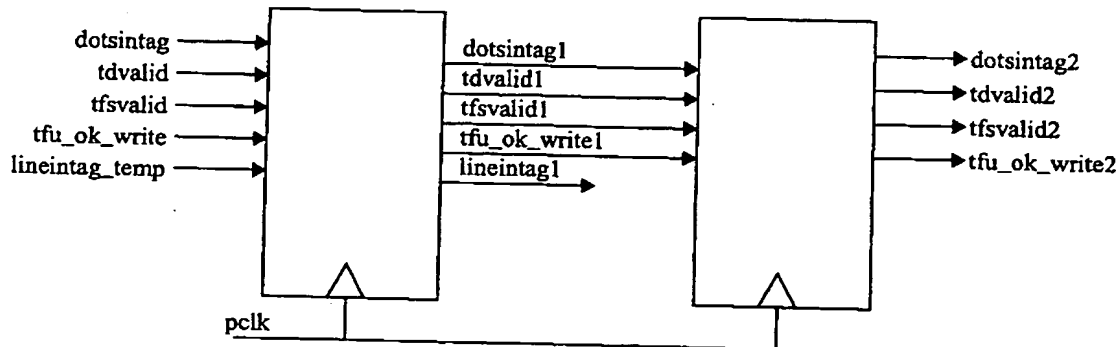 dotsintag
tdvalid
tfsvalid
tfu_ok_write
lineintag_temp
dotsintag1
tdvalid1
tfsvalid1
tfu_ok_write1
lineintag1
dotsintag2
tdvalid2
tfsvalid2
tfu_ok_write2
pclk